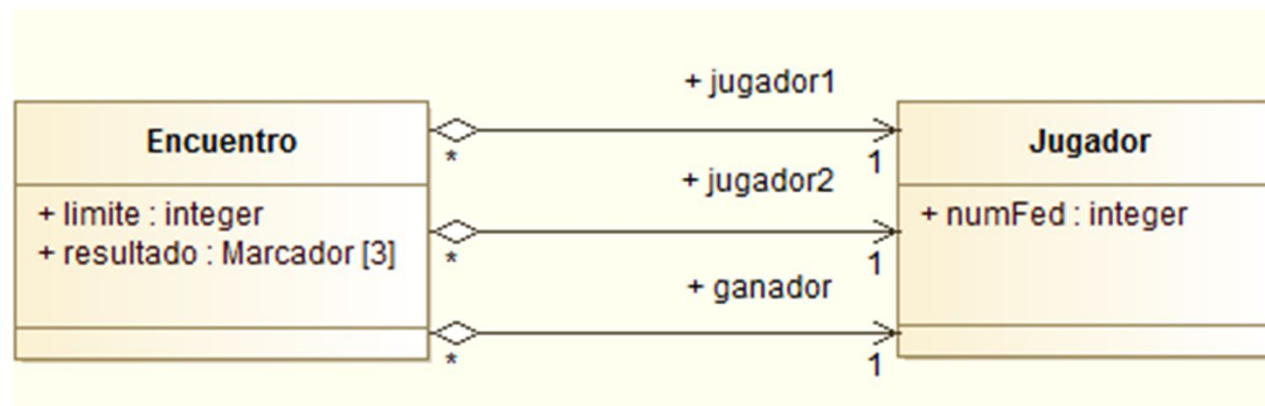 + jugador1
Encuentro
Jugador
*
1
+ jugador2
+ limite : integer
+ numFed : integer
+ resultado : Marcador [3]
*
1
+ ganador
*
1